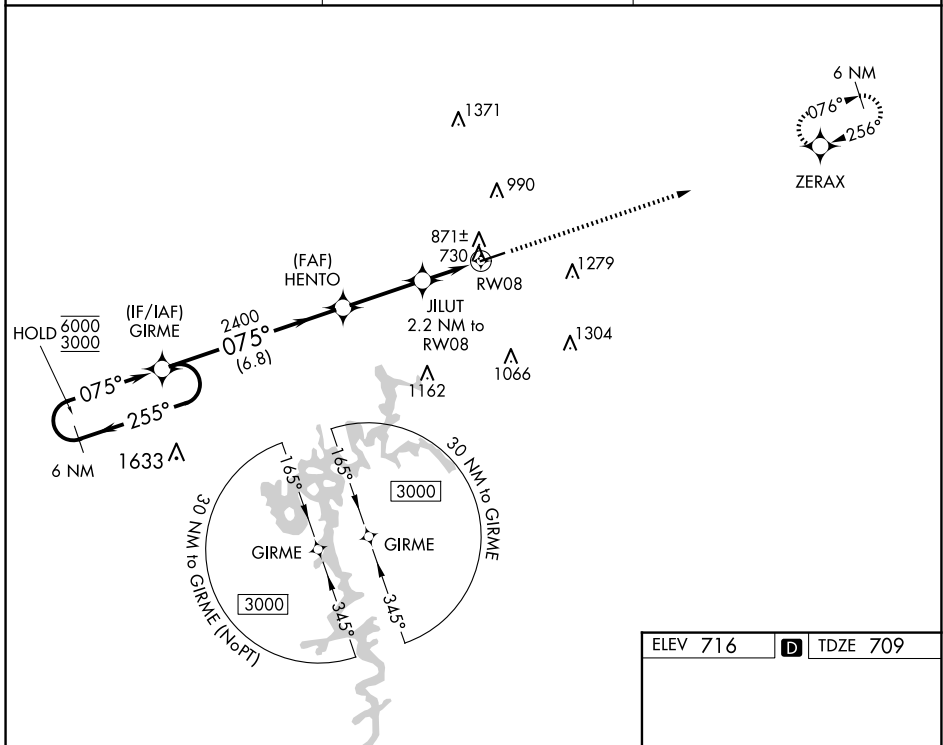 6 NM
076°
256°
ZERAX
1371
990
871±
730
RW08
1279
(FAF)
HENTO
JILUT
2.2 NM to
RW08
1304
1066
1162
(IF/IAF)
GIRME
HOLD 6000
3000
2400
075°
(6.8)
075°
255°
6 NM
1633
165°
GIRME
345°
3000
30 NM to GIRME (NoPT)
165°
GIRME
345°
3000
30 NM to GIRME
ELEV 716 D TDZE 709